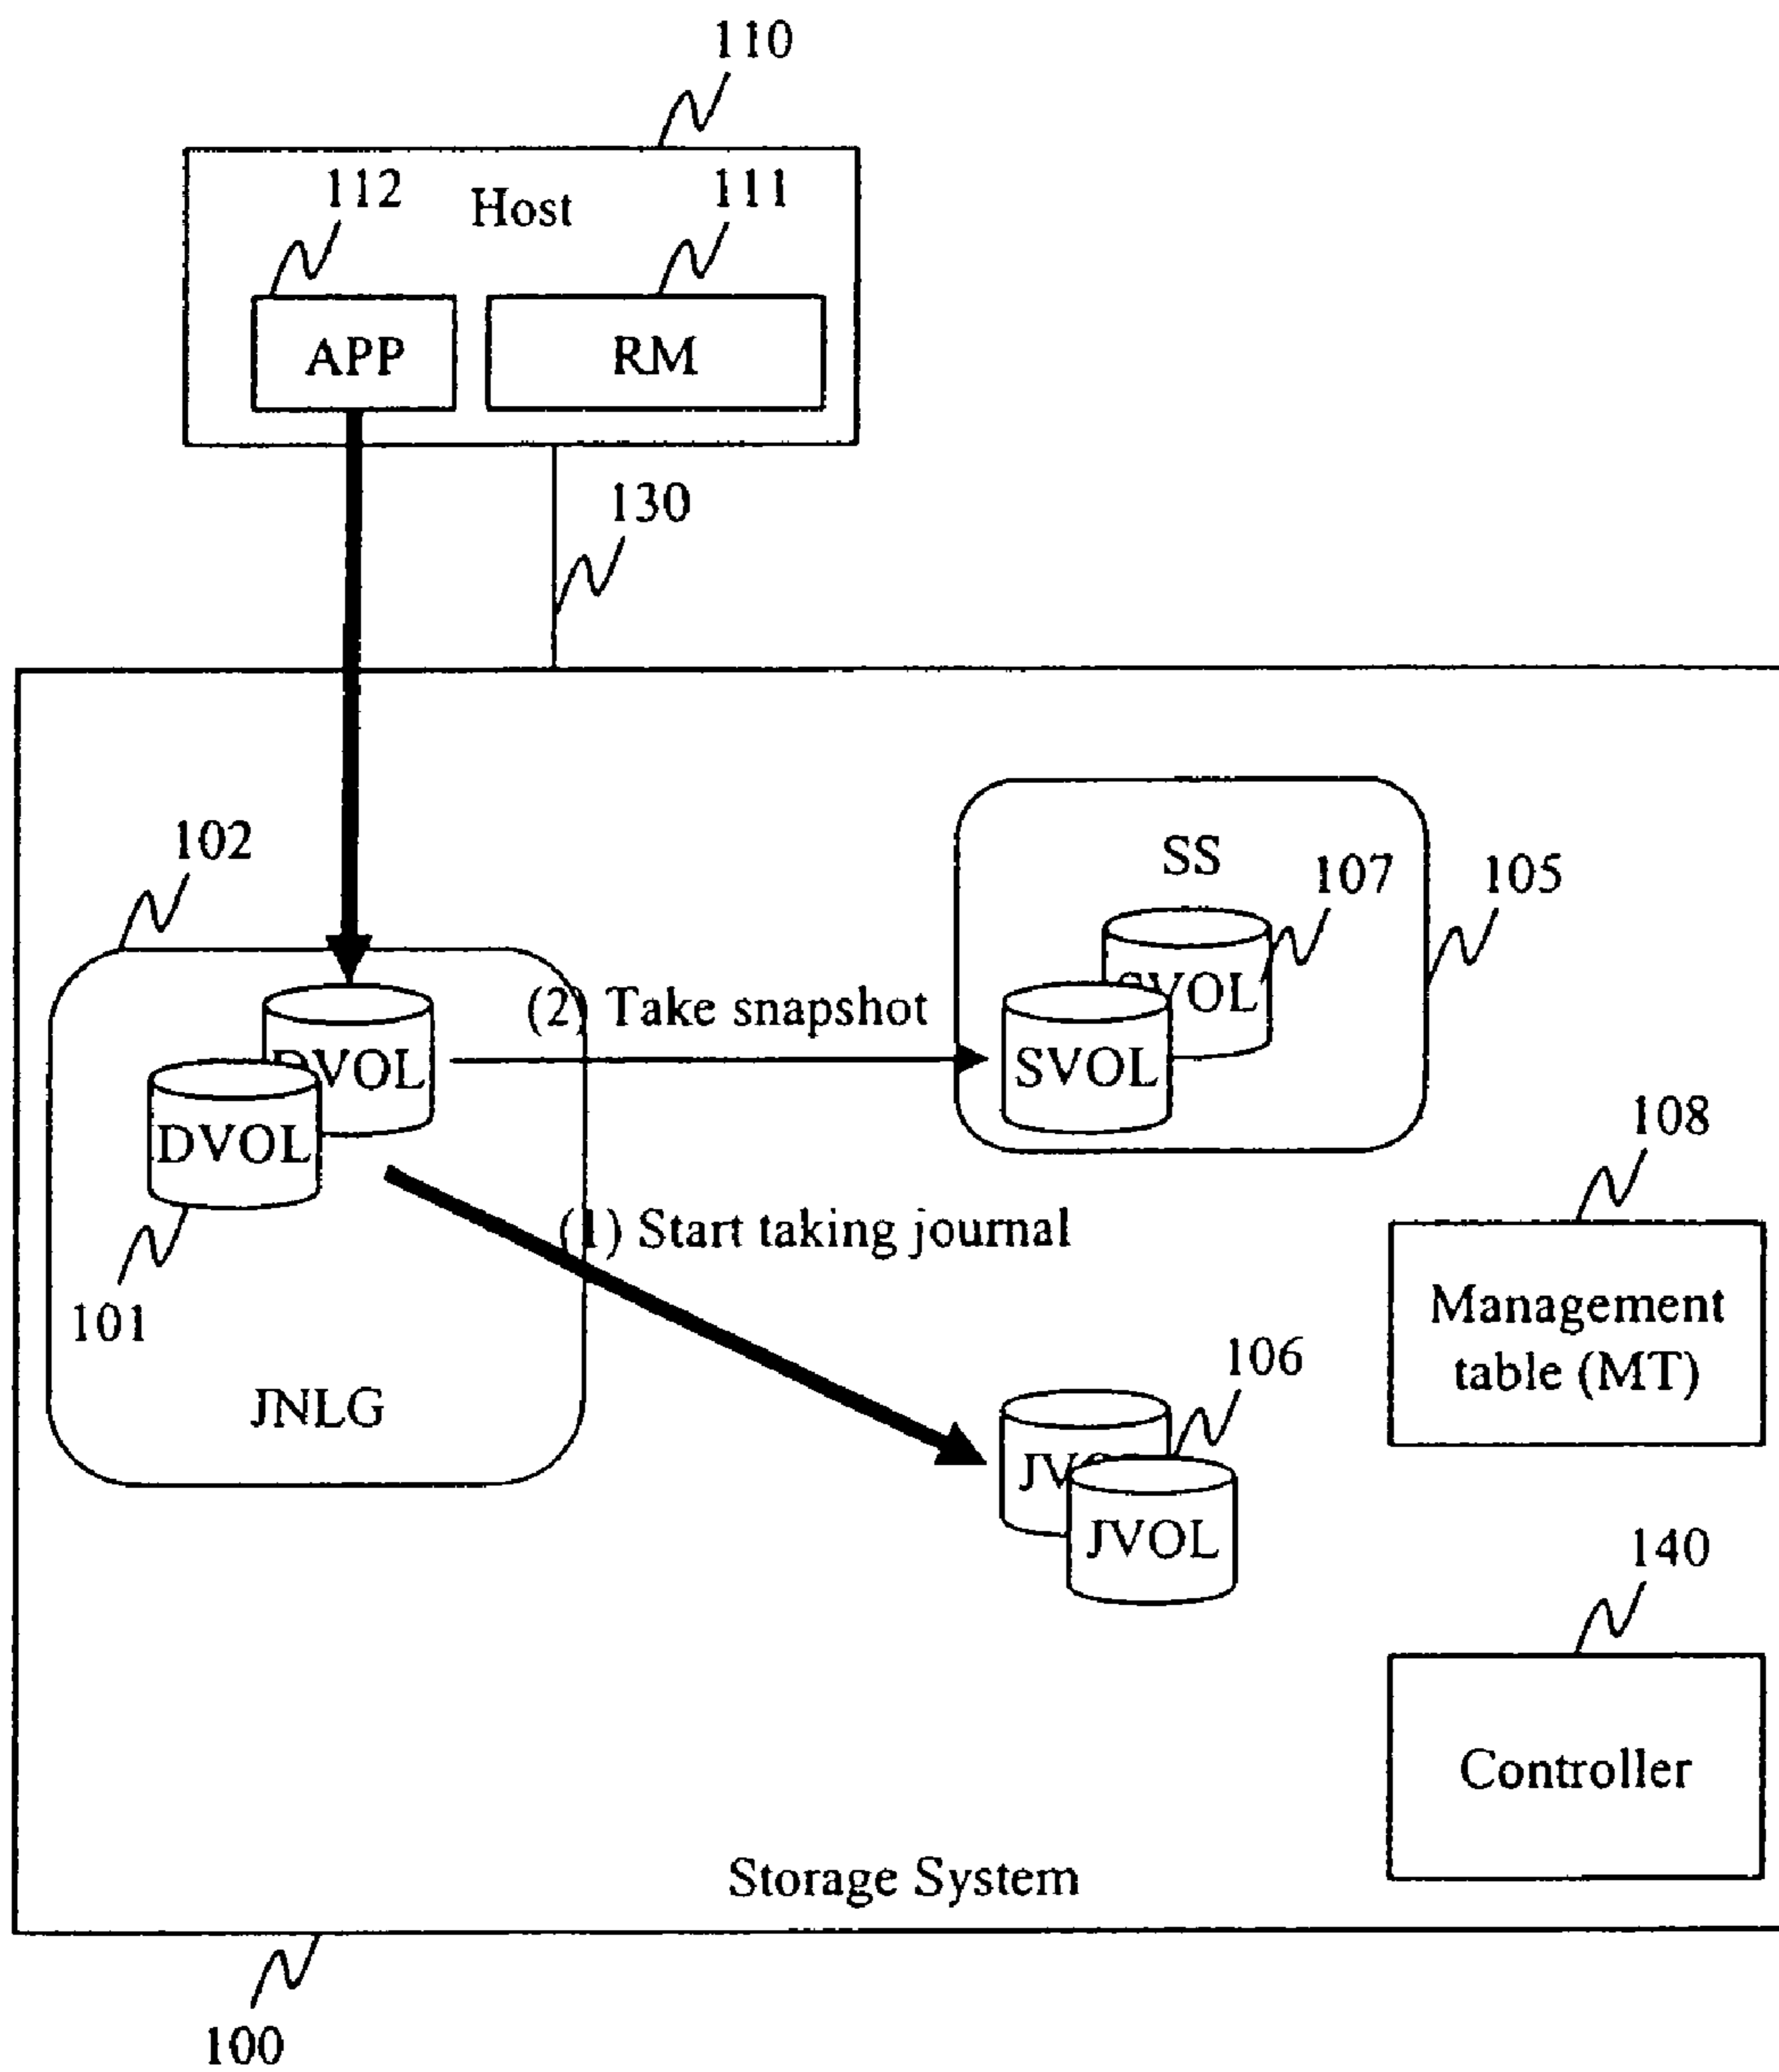 110
112
Host
111
APP
RM
130
102
SS
107
105
(2) Take snapshot
SVOL
DVOL
SVOL
DVOL
108
(1) Start taking journal
101
Management
table (MT)
106
JNLG
JVOL
140
Controller
Storage System
100